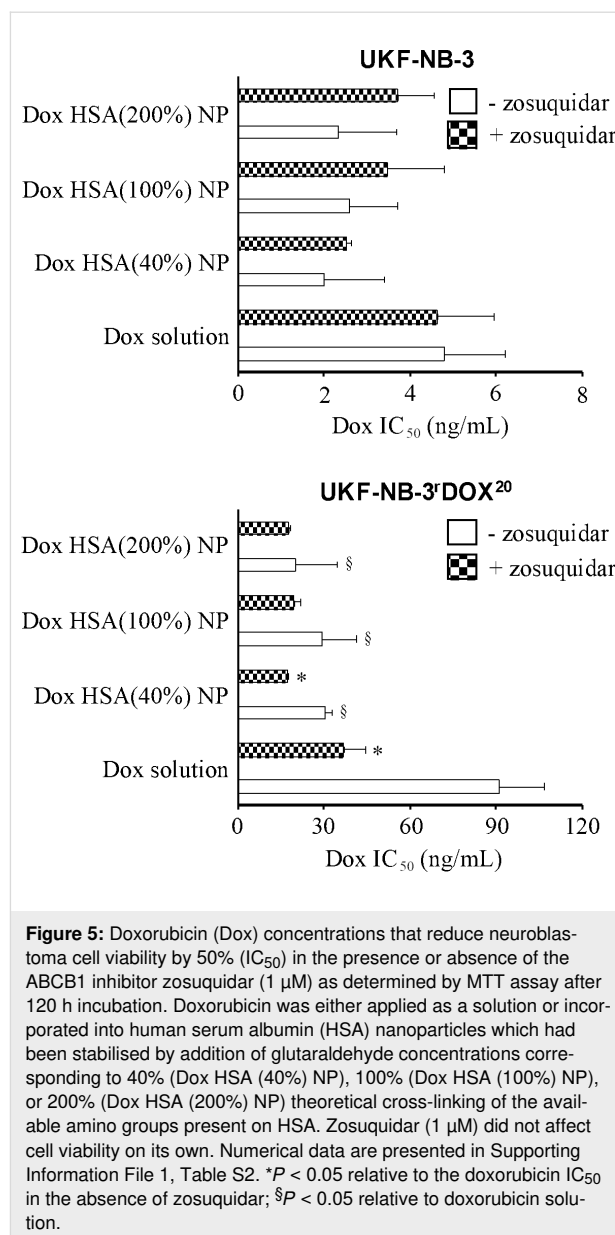 UKF-NB-3
Dox HSA(200%) NP
Dox HSA(100%) NP
Dox HSA(40%) NP
Dox solution
- zosuquidar
+ zosuquidar
0 2 4 6 8
Dox IC₅₀ (ng/mL)
UKF-NB-3ʳDOX²⁰
Dox HSA(200%) NP
Dox HSA(100%) NP
Dox HSA(40%) NP
Dox solution
- zosuquidar
+ zosuquidar
§
§
*
§
*
0 30 60 90 120
Dox IC₅₀ (ng/mL)
Figure 5: Doxorubicin (Dox) concentrations that reduce neuroblas-
toma cell viability by 50% (IC₅₀) in the presence or absence of the
ABCB1 inhibitor zosuquidar (1 µM) as determined by MTT assay after
120 h incubation. Doxorubicin was either applied as a solution or incor-
porated into human serum albumin (HSA) nanoparticles which had
been stabilised by addition of glutaraldehyde concentrations corre-
sponding to 40% (Dox HSA (40%) NP), 100% (Dox HSA (100%) NP),
or 200% (Dox HSA (200%) NP) theoretical cross-linking of the avail-
able amino groups present on HSA. Zosuquidar (1 µM) did not affect
cell viability on its own. Numerical data are presented in Supporting
Information File 1, Table S2. *P < 0.05 relative to the doxorubicin IC₅₀
in the absence of zosuquidar; §P < 0.05 relative to doxorubicin solu-
tion.